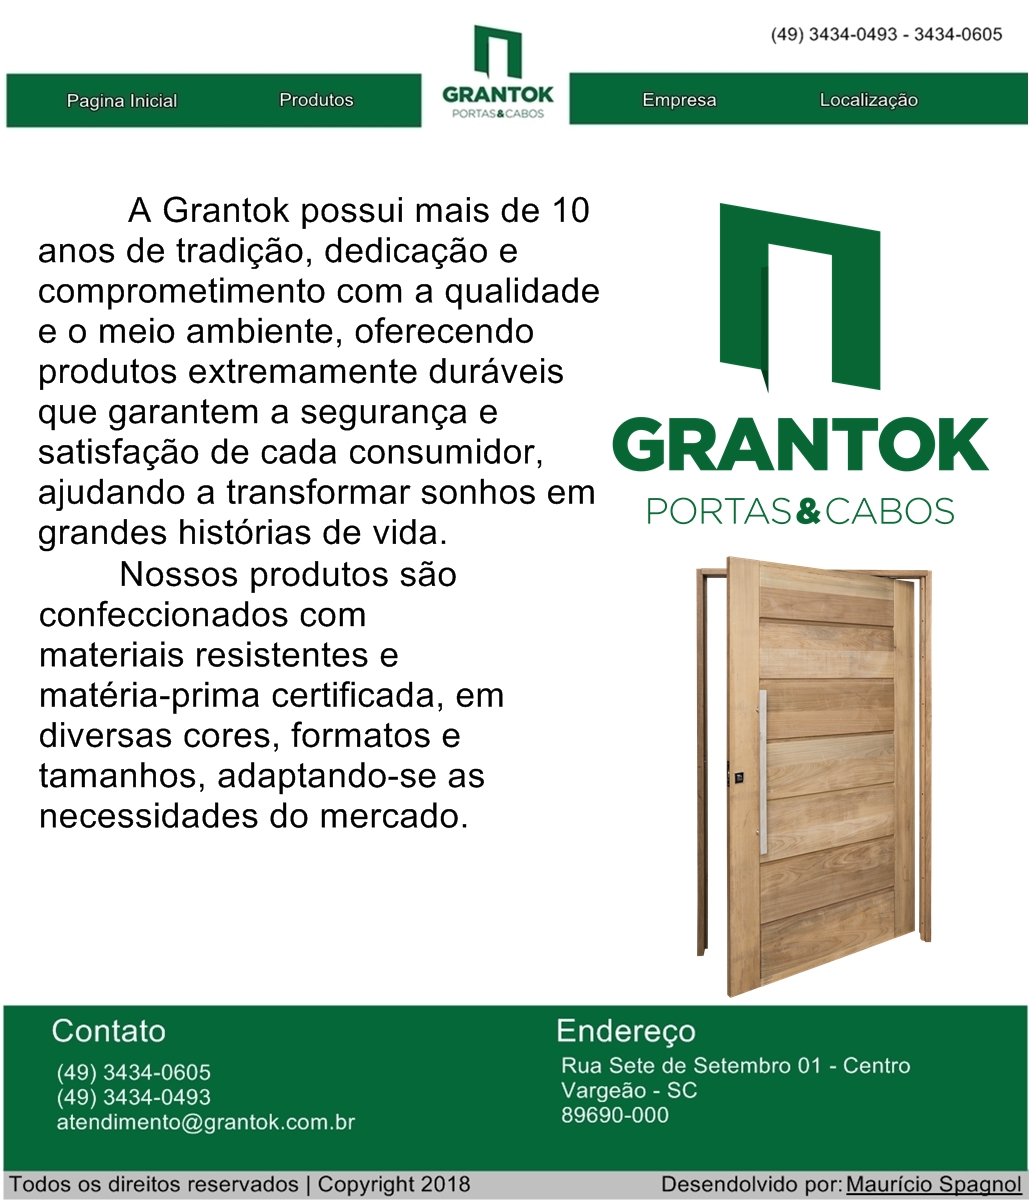 (49) 3434-0493 - 3434-0605
Pagina Inicial
Produtos
GRANTOK
PORTAS&CABOS
Empresa
Localização
A Grantok possui mais de 10
anos de tradição, dedicação e
comprometimento com a qualidade
e o meio ambiente, oferecendo
produtos extremamente duráveis
que garantem a segurança e
satisfação de cada consumidor,
ajudando a transformar sonhos em
grandes histórias de vida.
Nossos produtos são
confeccionados com
materiais resistentes e
matéria-prima certificada, em
diversas cores, formatos e
tamanhos, adaptando-se as
necessidades do mercado.
GRANTOK
PORTAS&CABOS
Contato
(49) 3434-0605
(49) 3434-0493
atendimento@grantok.com.br
Endereço
Rua Sete de Setembro 01 - Centro
Vargeão - SC
89690-000
Todos os direitos reservados | Copyright 2018
Desendolvido por: Maurício Spagnol